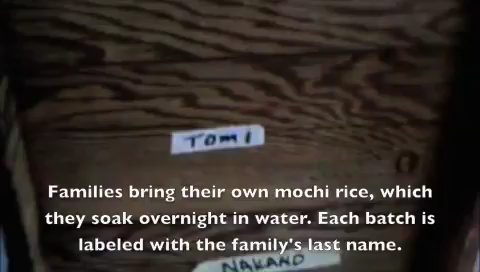 TOMI
Families bring their own mochi rice, which
they soak overnight in water. Each batch is
labeled with the family's last name.
NAKANO